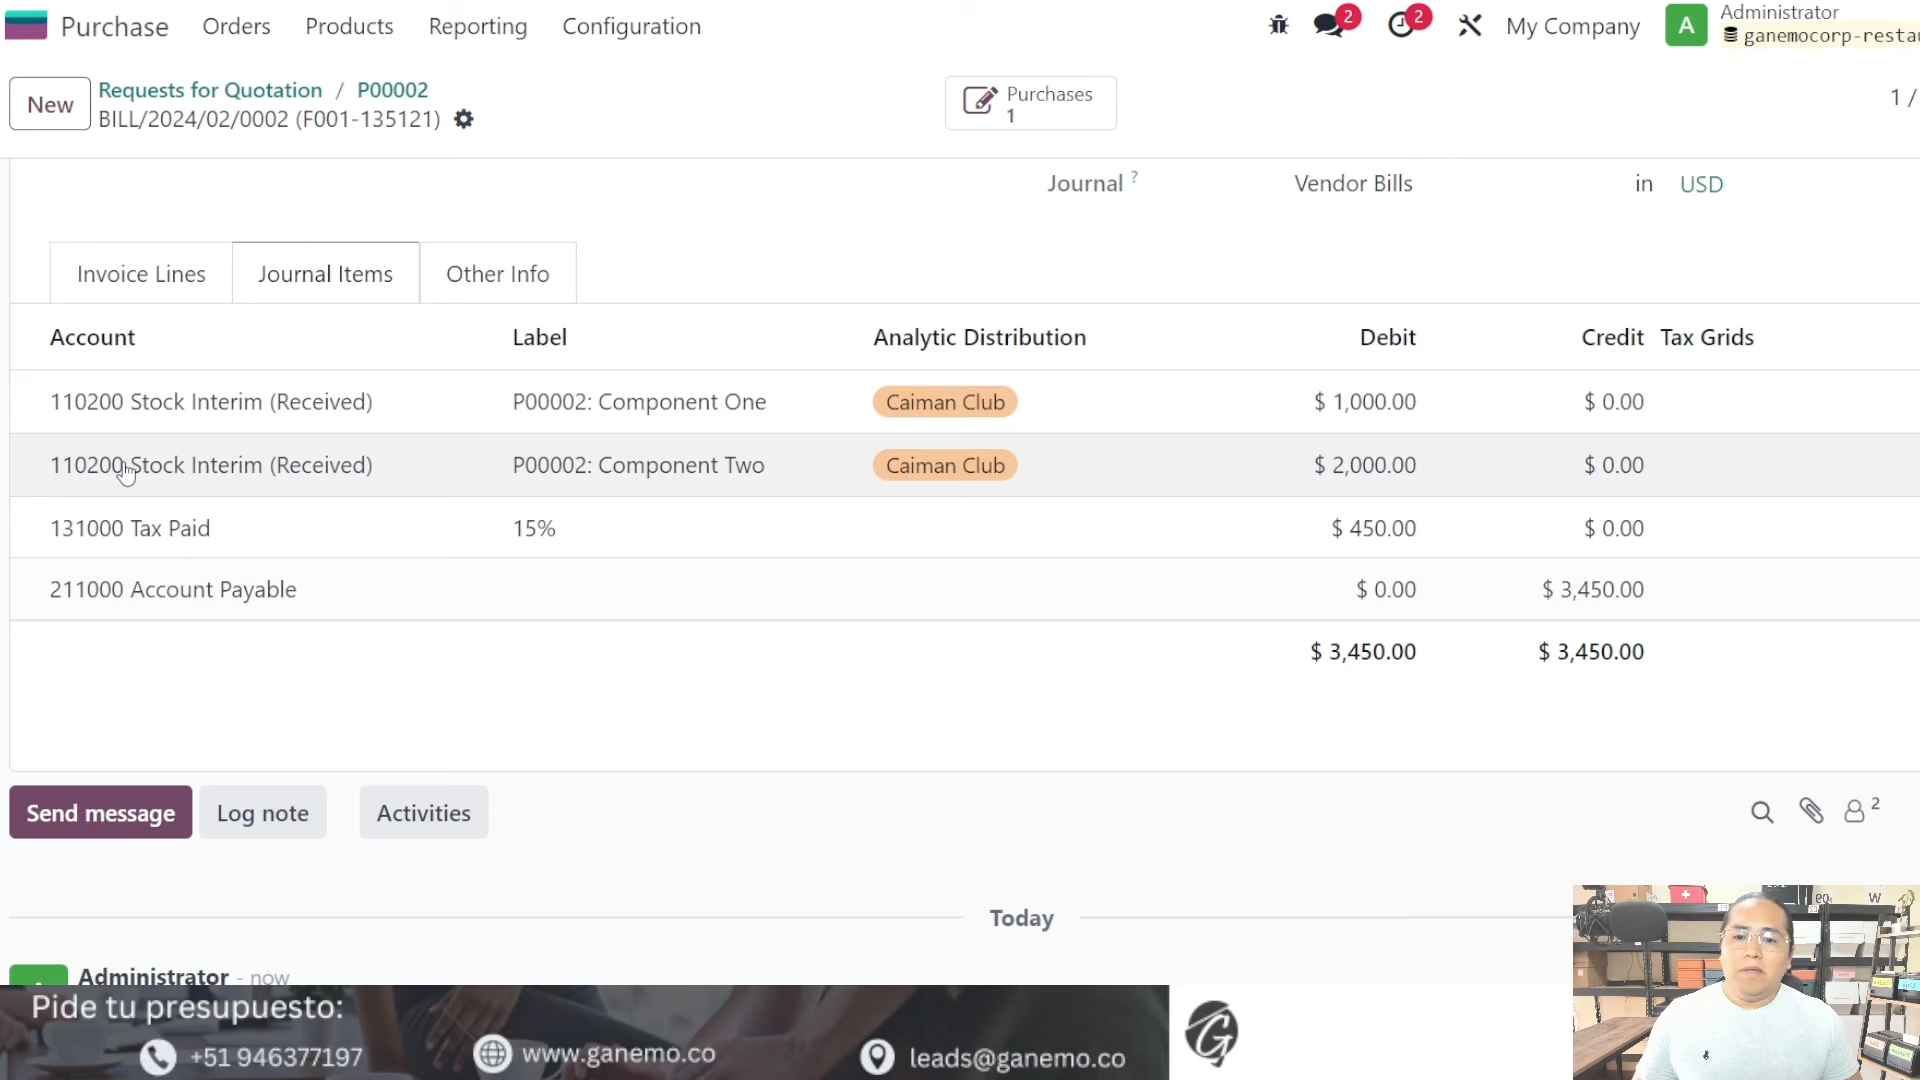 Purchase Orders Products Reporting Configuration 2 2 My Company A Administrator
ganemocorp-restau
New Requests for Quotation / P00002
BILL/2024/02/0002 (F001-135121)
Purchases
1
1 /
Journal ? Vendor Bills in USD
Invoice Lines Journal Items Other Info
Account Label Analytic Distribution Debit Credit Tax Grids
110200 Stock Interim (Received) P00002: Component One Caiman Club $ 1,000.00 $ 0.00
110200 Stock Interim (Received) P00002: Component Two Caiman Club $ 2,000.00 $ 0.00
131000 Tax Paid 15% $ 450.00 $ 0.00
211000 Account Payable $ 0.00 $ 3,450.00
$ 3,450.00 $ 3,450.00
Send message Log note Activities 2
Today
Administrator - now
Pide tu presupuesto:
+51 946377197 www.ganemo.co leads@ganemo.co G